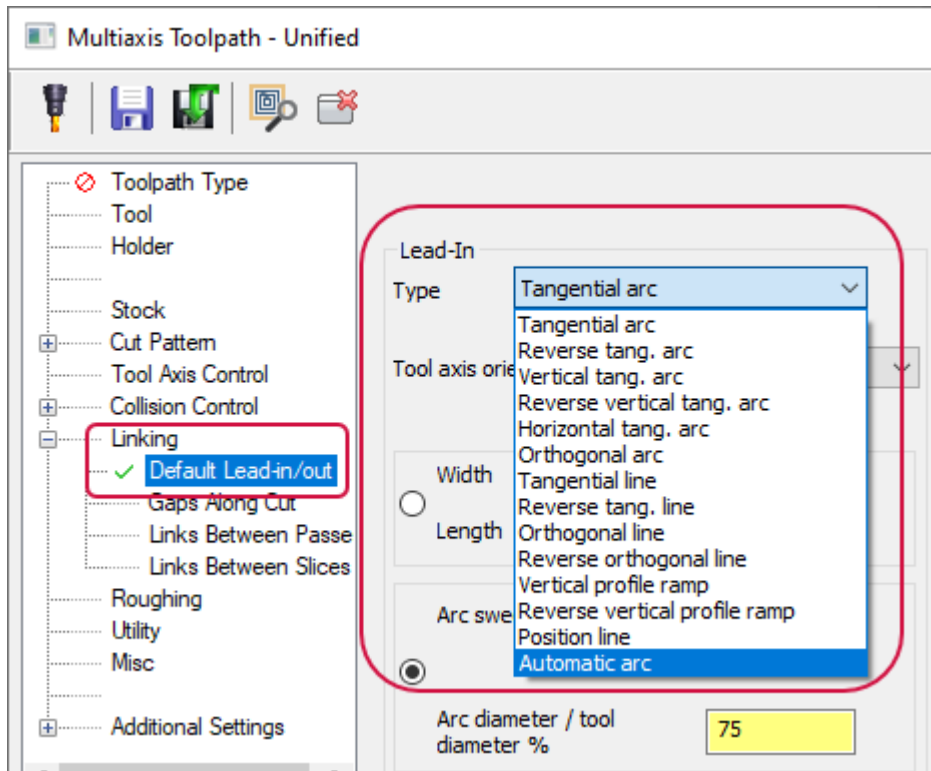 Multiaxis Toolpath - Unified
Toolpath Type
Tool
Holder
Stock
Cut Pattern
Tool Axis Control
Collision Control
Linking
Default Lead-in/out
Gaps Along Cut
Links Between Passe
Links Between Slices
Roughing
Utility
Misc
Additional Settings
Lead-In
Type
Tangential arc
Tangential arc
Reverse tang. arc
Vertical tang. arc
Reverse vertical tang. arc
Horizontal tang. arc
Orthogonal arc
Tangential line
Reverse tang. line
Orthogonal line
Reverse orthogonal line
Vertical profile ramp
Reverse vertical profile ramp
Position line
Automatic arc
Tool axis orie
Width
Length
Arc swe
Arc diameter / tool
diameter %
75